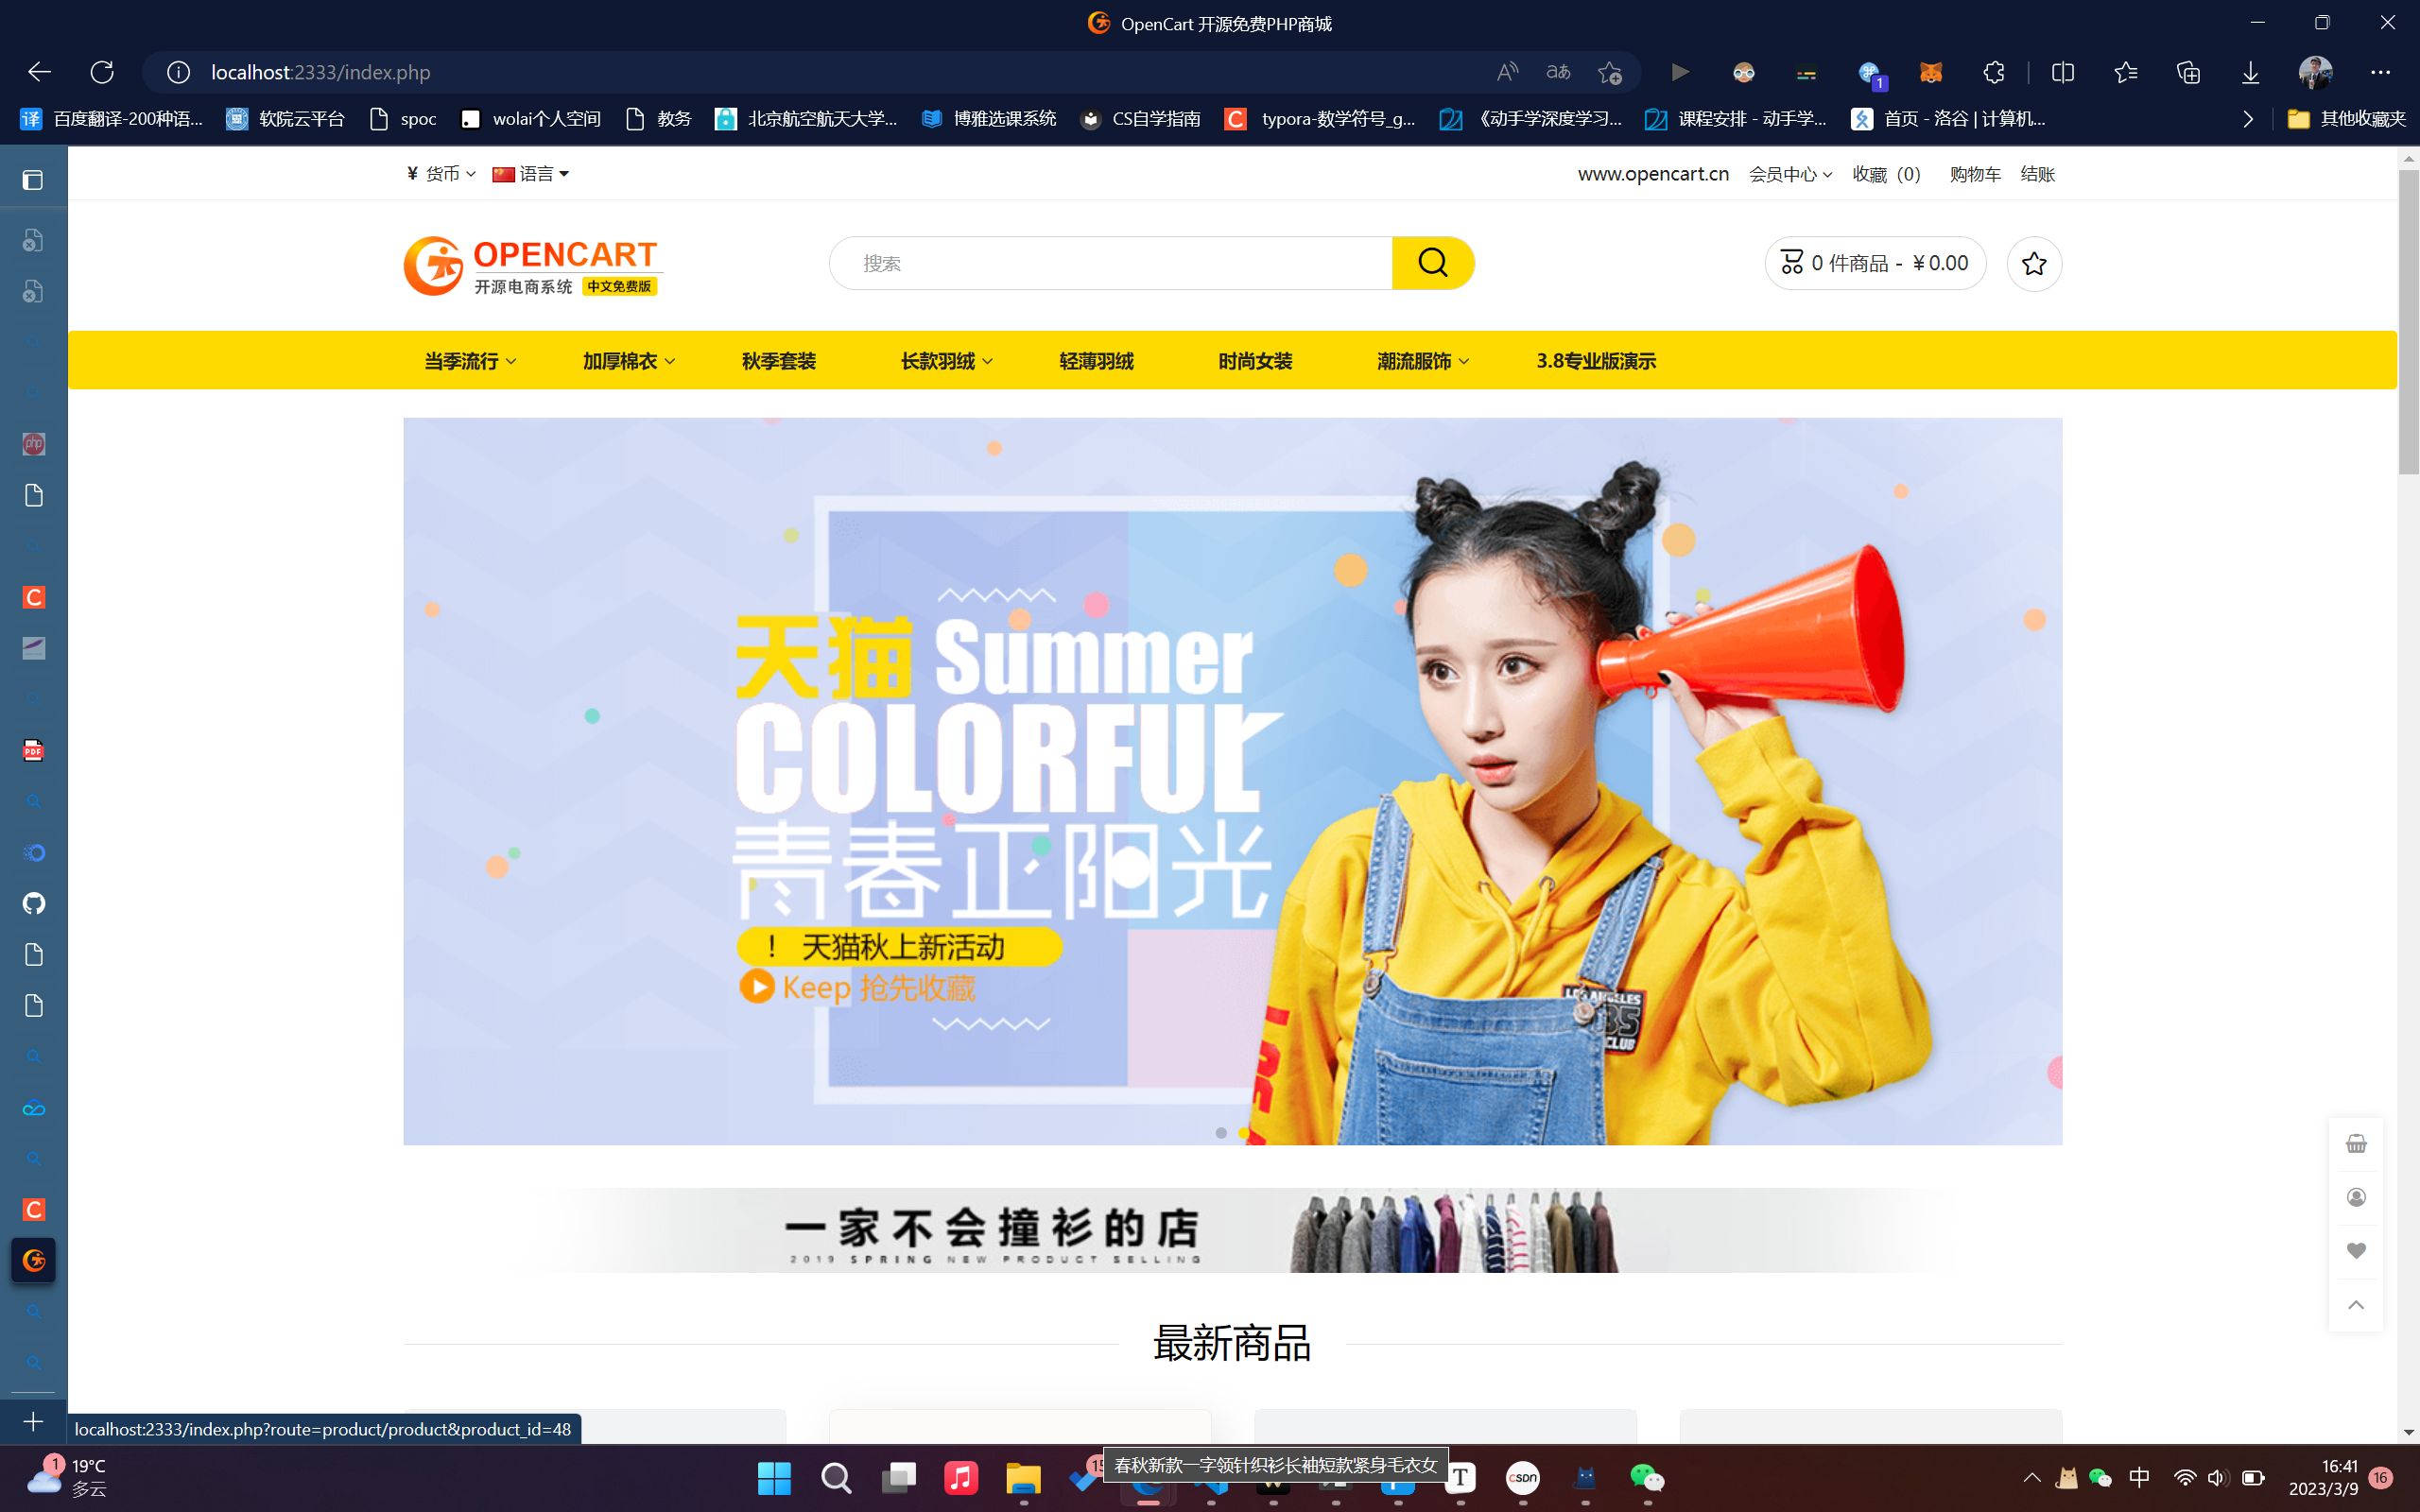 OpenCart 开源免费PHP商城
localhost:2333/index.php
aあ
1
译 百度翻译-200种语... 软院云平台 spoc wolai个人空间 教务 北京航空航天大学... 博雅选课系统 CS自学指南 C typora-数学符号_g... 《动手学深度学习... 课程安排 - 动手学... 首页 - 洛谷 | 计算机... 其他收藏夹
¥ 货币 语言 www.opencart.cn 会员中心 收藏（0） 购物车 结账
OPENCART
开源电商系统 中文免费版
搜索
0 件商品 - ￥0.00
当季流行 加厚棉衣 秋季套装 长款羽绒 轻薄羽绒 时尚女装 潮流服饰 3.8专业版演示
php
C
PDF
C
天猫 Summer
COLORFUL
青春正阳光
！ 天猫秋上新活动
Keep 抢先收藏
LOS ANGELES
CLUB
一家不会撞衫的店
2019 SPRING NEW PRODUCT SELLING
最新商品
localhost:2333/index.php?route=product/product&product_id=48
春秋新款一字领针织衫长袖短款紧身毛衣女
1 19°C
多云
T
CSDN
中
16:41
2023/3/9
16